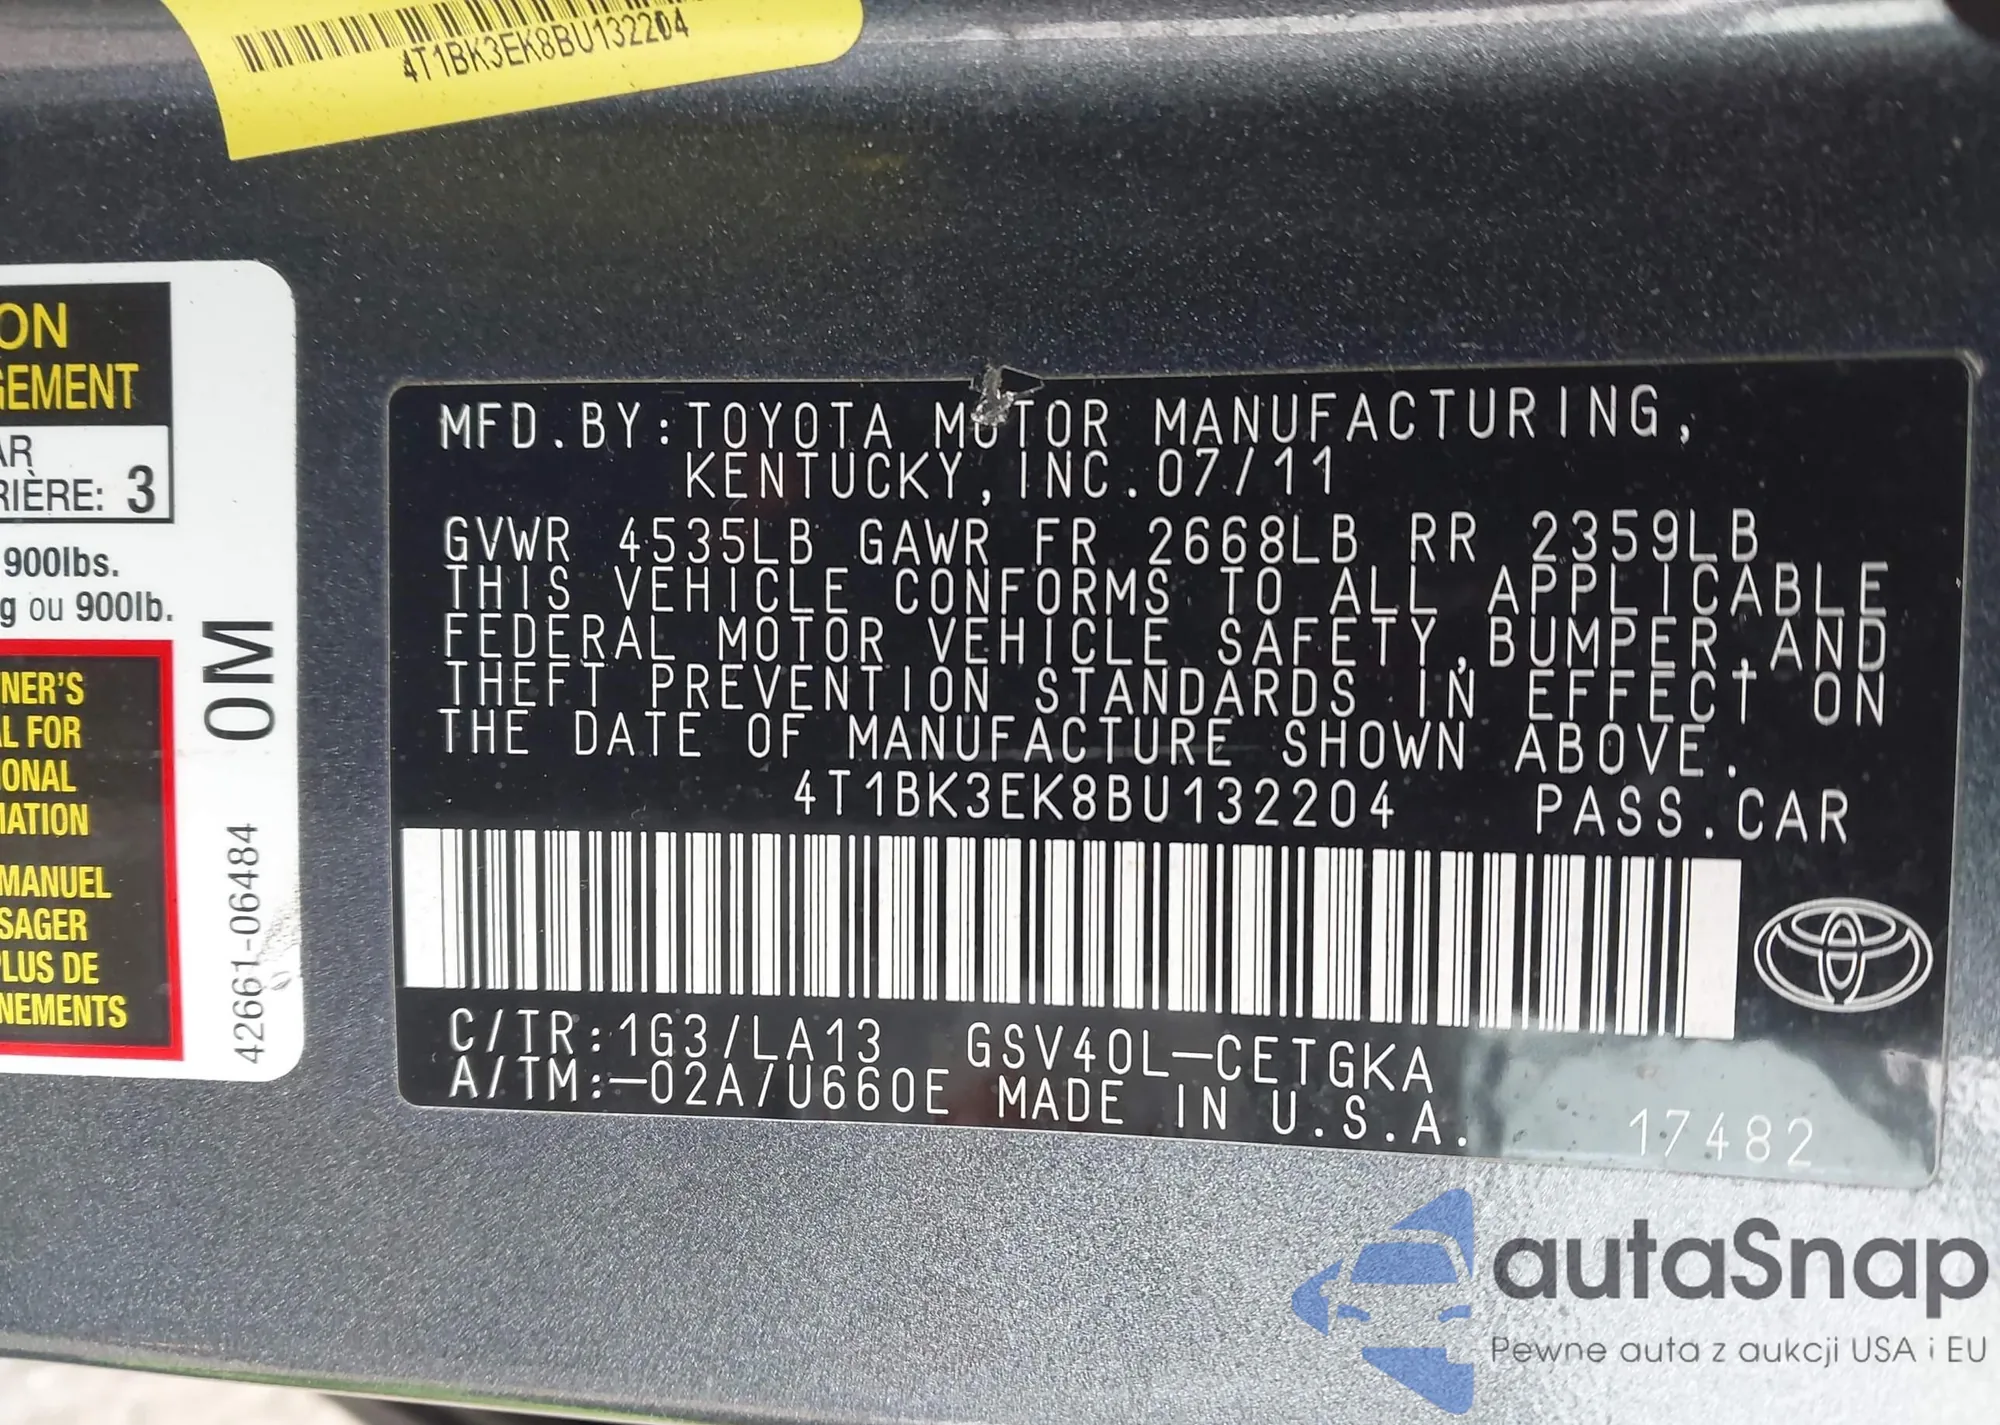 4T1BK3EK8BU132204
ON
GEMENT
AR
RIÈRE: 3
900lbs.
g ou 900lb.
NER'S
L FOR
IONAL
MATION
MANUEL
SAGER
PLUS DE
NEMENTS
0M
42661-06484
MFD.BY:TOYOTA MOTOR MANUFACTURING,
KENTUCKY, INC. 07/11
GVWR 4535LB GAWR FR 2668LB RR 2359LB
THIS VEHICLE CONFORMS TO ALL APPLICABLE
FEDERAL MOTOR VEHICLE SAFETY,BUMPER,AND
THEFT PREVENTION STANDARDS IN EFFECT ON
THE DATE OF MANUFACTURE SHOWN ABOVE.
4T1BK3EK8BU132204 PASS.CAR
C/TR:1G3/LA13 GSV40L-CETGKA
A/TM:-02A/U660E MADE IN U.S.A.
17482
autaSnap
Pewne auta z aukcji USA i EU